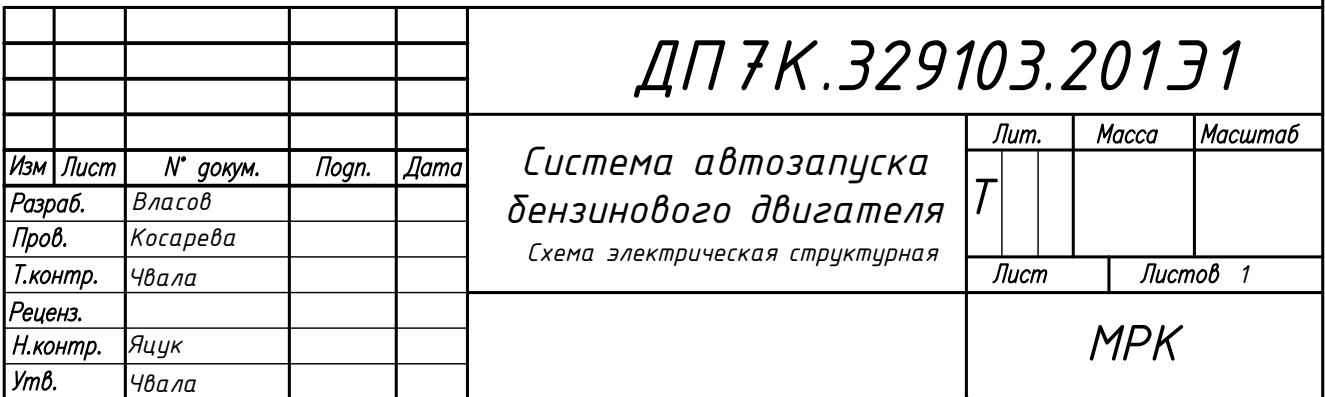 ДП 7К.329103.201Э1
Изм Лист N° докум. Подп. Дата
Разраб. Власов
Пров. Косарева
Т.контр. Чвала
Реценз.
Н.контр. Яцук
Утв. Чвала
Система автозапуска
бензинового двигателя
Схема электрическая структурная
Лит. Масса Масштаб
Т
Лист Листов 1
МРК